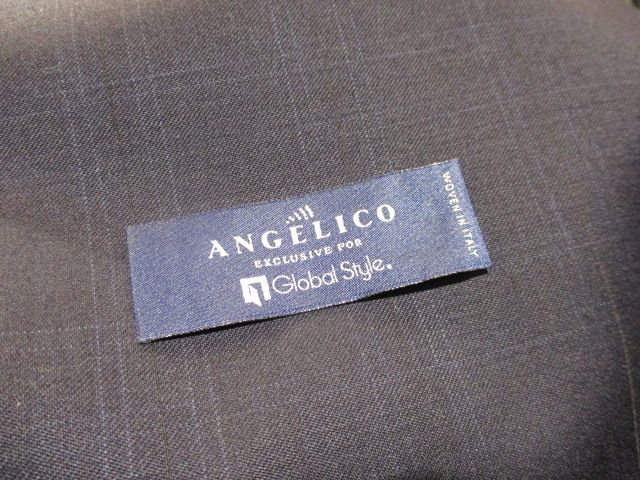 ANGELICO
EXCLUSIVE FOR
Global Style.
WOVEN IN ITALY